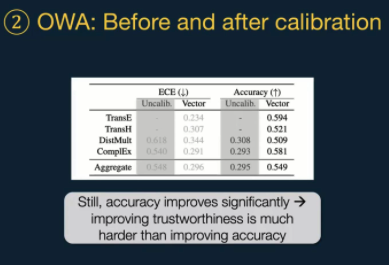 ② OWA: Before and after calibration
ECE (↓) Accuracy (↑)
Uncalib. Vector Uncalib. Vector
TransE - 0.234 - 0.594
TransH - 0.307 - 0.521
DistMult 0.618 0.344 0.308 0.509
ComplEx 0.540 0.291 0.293 0.581
Aggregate 0.548 0.296 0.295 0.549
Still, accuracy improves significantly →
improving trustworthiness is much
harder than improving accuracy